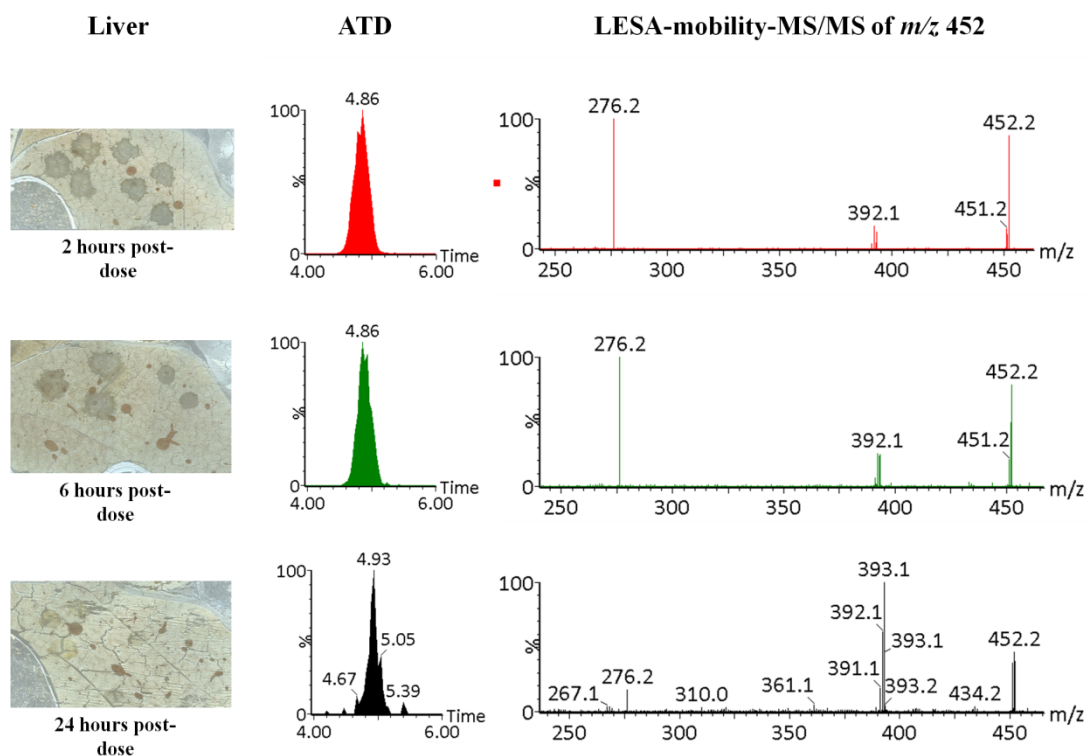 Liver ATD LESA-mobility-MS/MS of m/z 452
100 4.86
%
0
4.00 6.00 Time
100 276.2 452.2
%
392.1 451.2
0
250 300 350 400 450 m/z
2 hours post-
dose
100 4.86
%
0
4.00 6.00 Time
100 276.2 452.2
%
392.1 451.2
0
250 300 350 400 450 m/z
6 hours post-
dose
100 4.93
%
5.05
4.67 5.39
0
4.00 6.00 Time
100 393.1
392.1
393.1 452.2
%
391.1
267.1 276.2 310.0 361.1 393.2 434.2
0
250 300 350 400 450 m/z
24 hours post-
dose